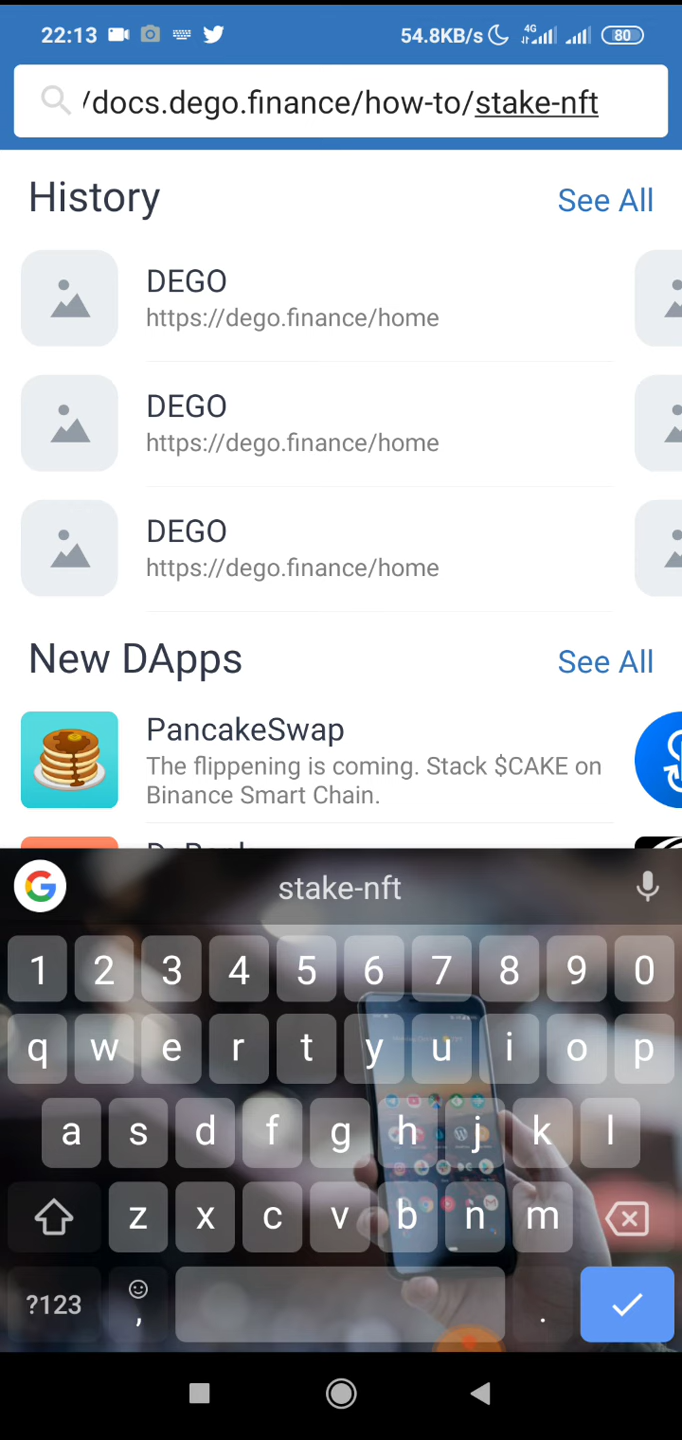 22:13 54.8KB/s 4G 80
/docs.dego.finance/how-to/stake-nft
History See All
DEGO
https://dego.finance/home
DEGO
https://dego.finance/home
DEGO
https://dego.finance/home
New DApps See All
PancakeSwap
The flippening is coming. Stack $CAKE on
Binance Smart Chain.
stake-nft
1 2 3 4 5 6 7 8 9 0
q w e r t y u i o p
a s d f g h j k l
z x c v b n m
?123 , .